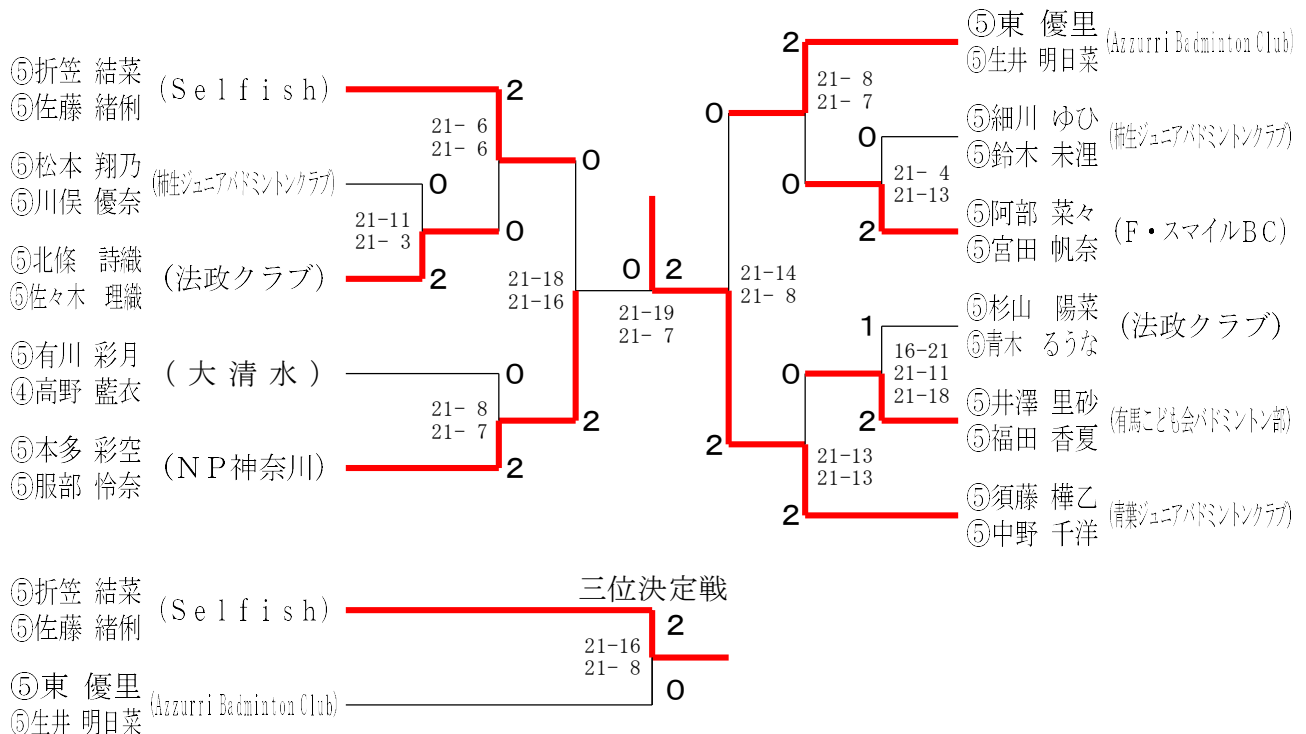 ⑤折笠 結菜
⑤佐藤 緒俐
(Selfish)
2
21- 6
21- 6
0
⑤松本 翔乃
⑤川俣 優奈
(柿生ジュニアバドミントンクラブ)
0
21-11
21- 3
0
⑤北條 詩織
⑤佐々木 理織
(法政クラブ)
2
21-18
21-16
⑤有川 彩月
④高野 藍衣
(大清水)
0
21- 8
21- 7
2
⑤本多 彩空
⑤服部 怜奈
(NP神奈川)
2
0
2
21-19
21- 7
⑤東 優里
⑤生井 明日菜
(Azzurri Badminton Club)
2
21- 8
21- 7
0
⑤細川 ゆひ
⑤鈴木 未浬
(柿生ジュニアバドミントンクラブ)
0
21- 4
21-13
0
⑤阿部 菜々
⑤宮田 帆奈
(F・スマイルBC)
2
21-14
21- 8
⑤杉山 陽菜
⑤青木 るうな
(法政クラブ)
1
16-21
21-11
21-18
0
⑤井澤 里砂
⑤福田 香夏
(有馬こども会バドミントン部)
2
2
21-13
21-13
⑤須藤 樺乙
⑤中野 千洋
(青葉ジュニアバドミントンクラブ)
2
三位決定戦
⑤折笠 結菜
⑤佐藤 緒俐
(Selfish)
2
21-16
21- 8
⑤東 優里
⑤生井 明日菜
(Azzurri Badminton Club)
0